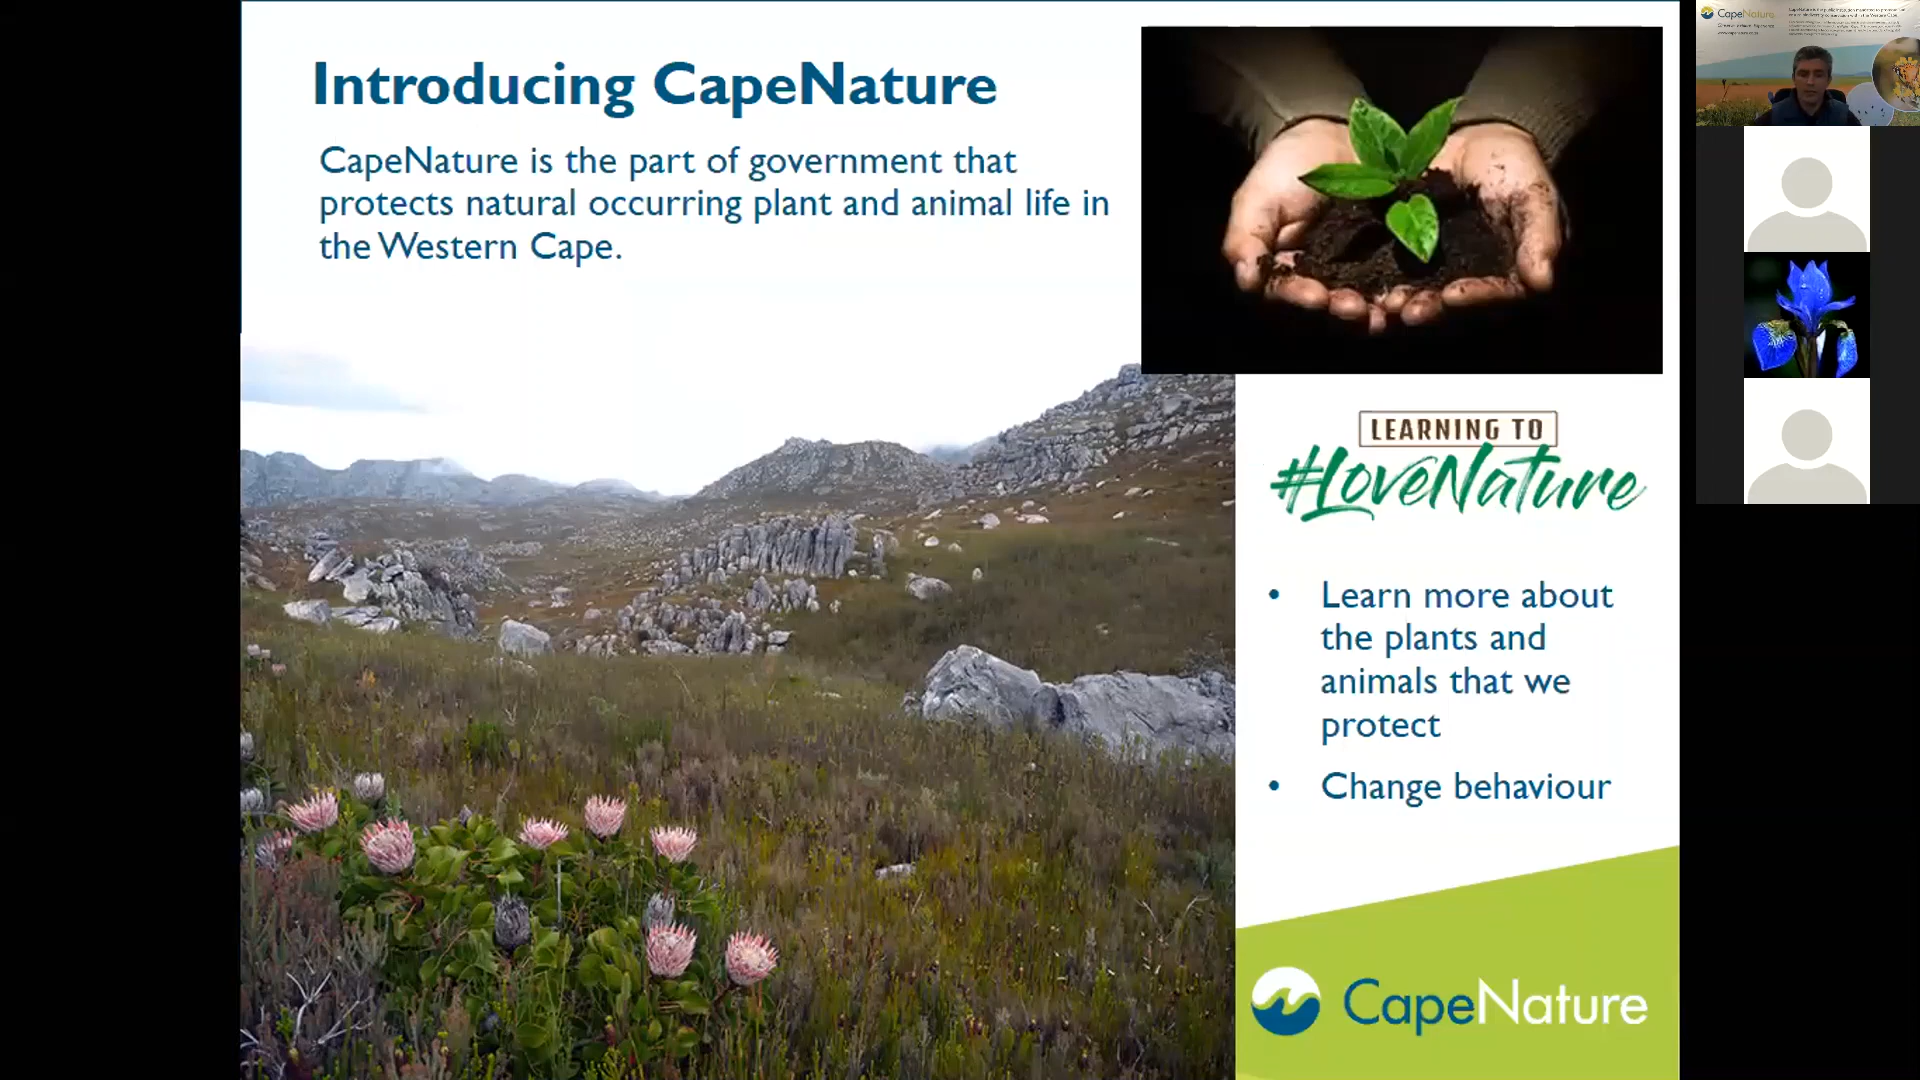 Introducing CapeNature
CapeNature is the part of government that
protects natural occurring plant and animal life in
the Western Cape.
LEARNING TO
#LoveNature
• Learn more about
the plants and
animals that we
protect
• Change behaviour
CapeNature
CapeNature